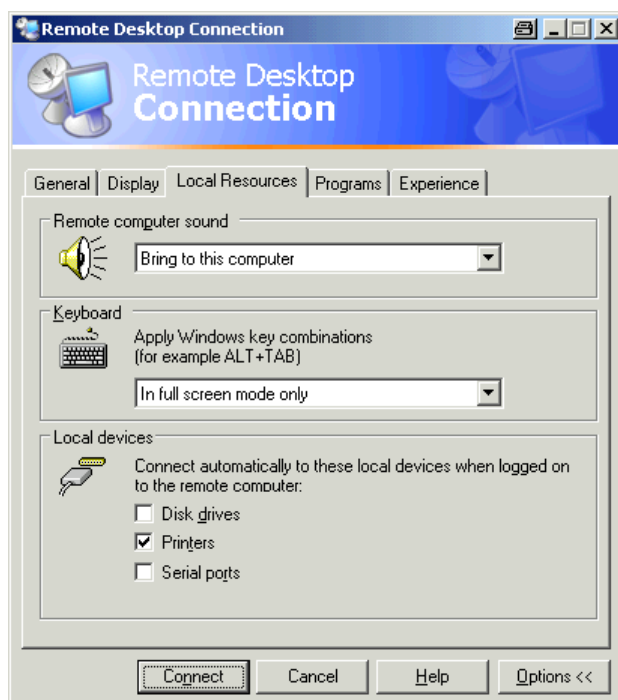 Remote Desktop Connection
Remote Desktop
Connection
General Display Local Resources Programs Experience
Remote computer sound
Bring to this computer
Keyboard
Apply Windows key combinations
(for example ALT+TAB)
In full screen mode only
Local devices
Connect automatically to these local devices when logged on
to the remote computer:
Disk drives
Printers
Serial ports
Connect Cancel Help Options <<